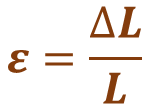 ε = ΔL / L